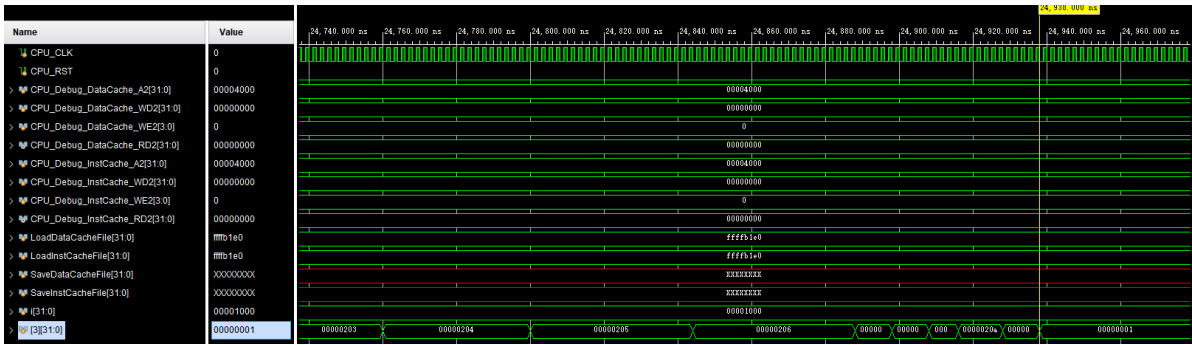 24,938.000 ns
Name Value 24,740.000 ns 24,760.000 ns 24,780.000 ns 24,800.000 ns 24,820.000 ns 24,840.000 ns 24,860.000 ns 24,880.000 ns 24,900.000 ns 24,920.000 ns 24,940.000 ns 24,960.000 ns
CPU_CLK 0
CPU_RST 0
CPU_Debug_DataCache_A2[31:0] 00004000 00004000
CPU_Debug_DataCache_WD2[31:0] 00000000 00000000
CPU_Debug_DataCache_WE2[3:0] 0 0
CPU_Debug_DataCache_RD2[31:0] 00000000 00000000
CPU_Debug_InstCache_A2[31:0] 00004000 00004000
CPU_Debug_InstCache_WD2[31:0] 00000000 00000000
CPU_Debug_InstCache_WE2[3:0] 0 0
CPU_Debug_InstCache_RD2[31:0] 00000000 00000000
LoadDataCacheFile[31:0] ffffb1e0 ffffb1e0
LoadInstCacheFile[31:0] ffffb1e0 ffffb1e0
SaveDataCacheFile[31:0] XXXXXXXX XXXXXXXX
SaveInstCacheFile[31:0] XXXXXXXX XXXXXXXX
i[31:0] 00001000 00001000
[3][31:0] 00000001 00000203 00000204 00000205 00000206 00000 00000 000 0000020a 00000 00000001